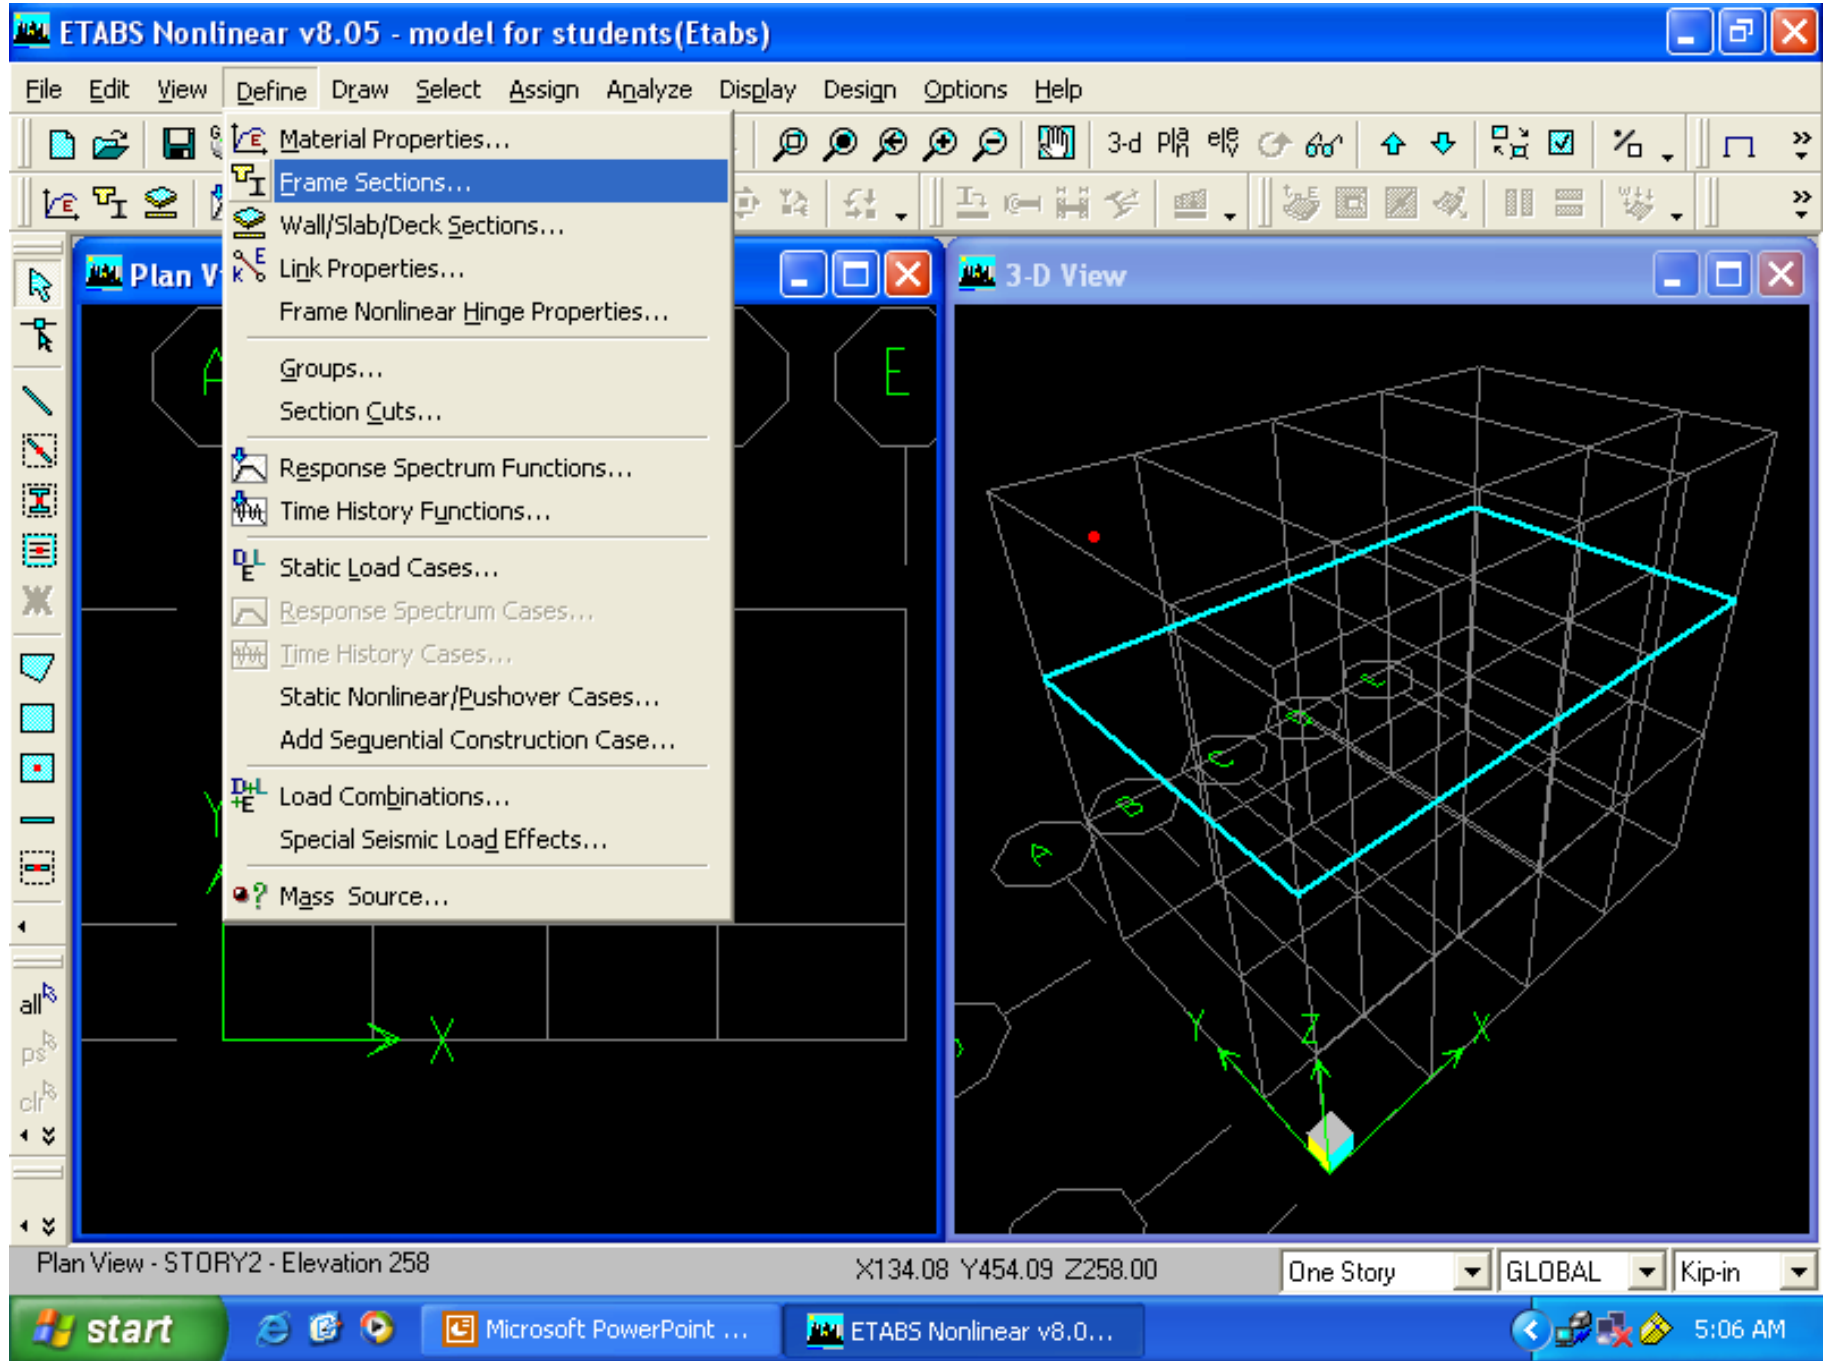 ETABS Nonlinear v8.05 - model for students(Etabs)
File Edit View Define Draw Select Assign Analyze Display Design Options Help
3-d
Material Properties...
Frame Sections...
Wall/Slab/Deck Sections...
Link Properties...
Frame Nonlinear Hinge Properties...
Groups...
Section Cuts...
Response Spectrum Functions...
Time History Functions...
Static Load Cases...
Response Spectrum Cases...
Time History Cases...
Static Nonlinear/Pushover Cases...
Add Sequential Construction Case...
Load Combinations...
Special Seismic Load Effects...
Mass Source...
Plan V
3-D View
A E
Y
X
A B C D
Y Z X
all
ps
clr
Plan View - STORY2 - Elevation 258
X134.08 Y454.09 Z258.00
One Story GLOBAL Kip-in
start
Microsoft PowerPoint ...
ETABS Nonlinear v8.0...
5:06 AM